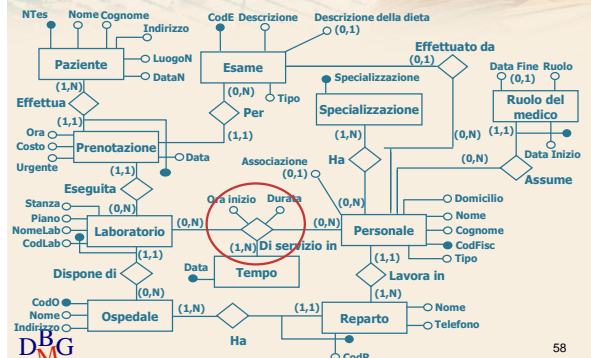 NTes Nome Cognome CodE Descrizione Descrizione della dieta
Indirizzo (0,1)
Paziente LuogoN Esame (0,1) Effettuato da Data Fine Ruolo
DataN Specializzazione (0,1)
(1,N) (0,N) Tipo Specializzazione Ruolo del medico
Effettua Per
(1,1) (1,1) (1,N) (0,N) (1,1)
Ora
Costo Prenotazione Data Ha (0,N) Data Inizio
Urgente Associazione Assume
(1,1) (0,1) (0,N)
Eseguita
Stanza (0,N) Ora inizio Durata Domicilio
Piano Nome
NomeLab Laboratorio (0,N) (0,N) Personale Cognome
CodLab CodFisc
(1,1) (1,N) Di servizio in (1,1) Tipo
Dispone di Data Tempo Lavora in
(0,N) (1,N)
CodO
Nome Ospedale (1,N) (1,1) Reparto Nome
Indirizzo Ha Telefono
CodR
DBMG 58